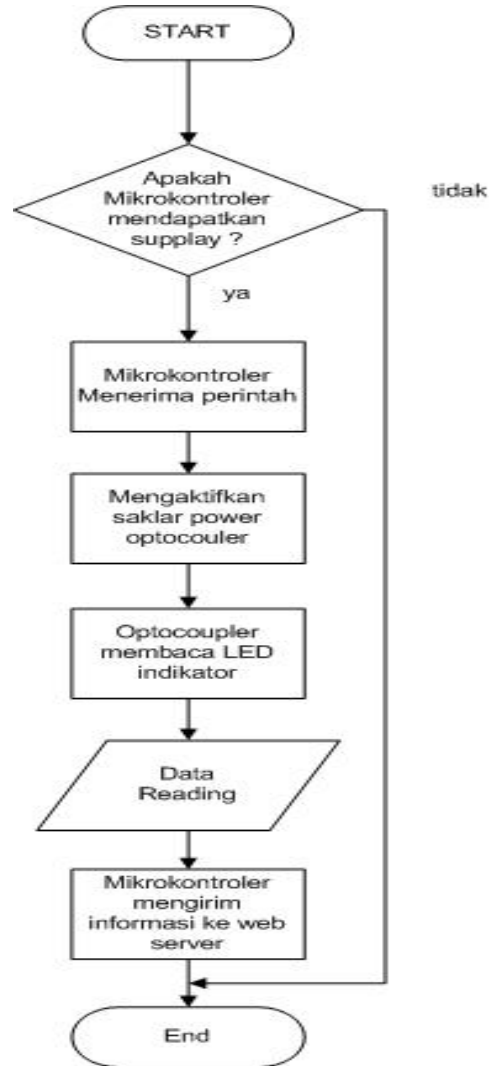 START
Apakah
Mikrokontroler
mendapatkan
supplay ?
tidak
ya
Mikrokontroler
Menerima perintah
Mengaktifkan
saklar power
optocouler
Optocoupler
membaca LED
indikator
Data
Reading
Mikrokontroler
mengirim
informasi ke web
server
End